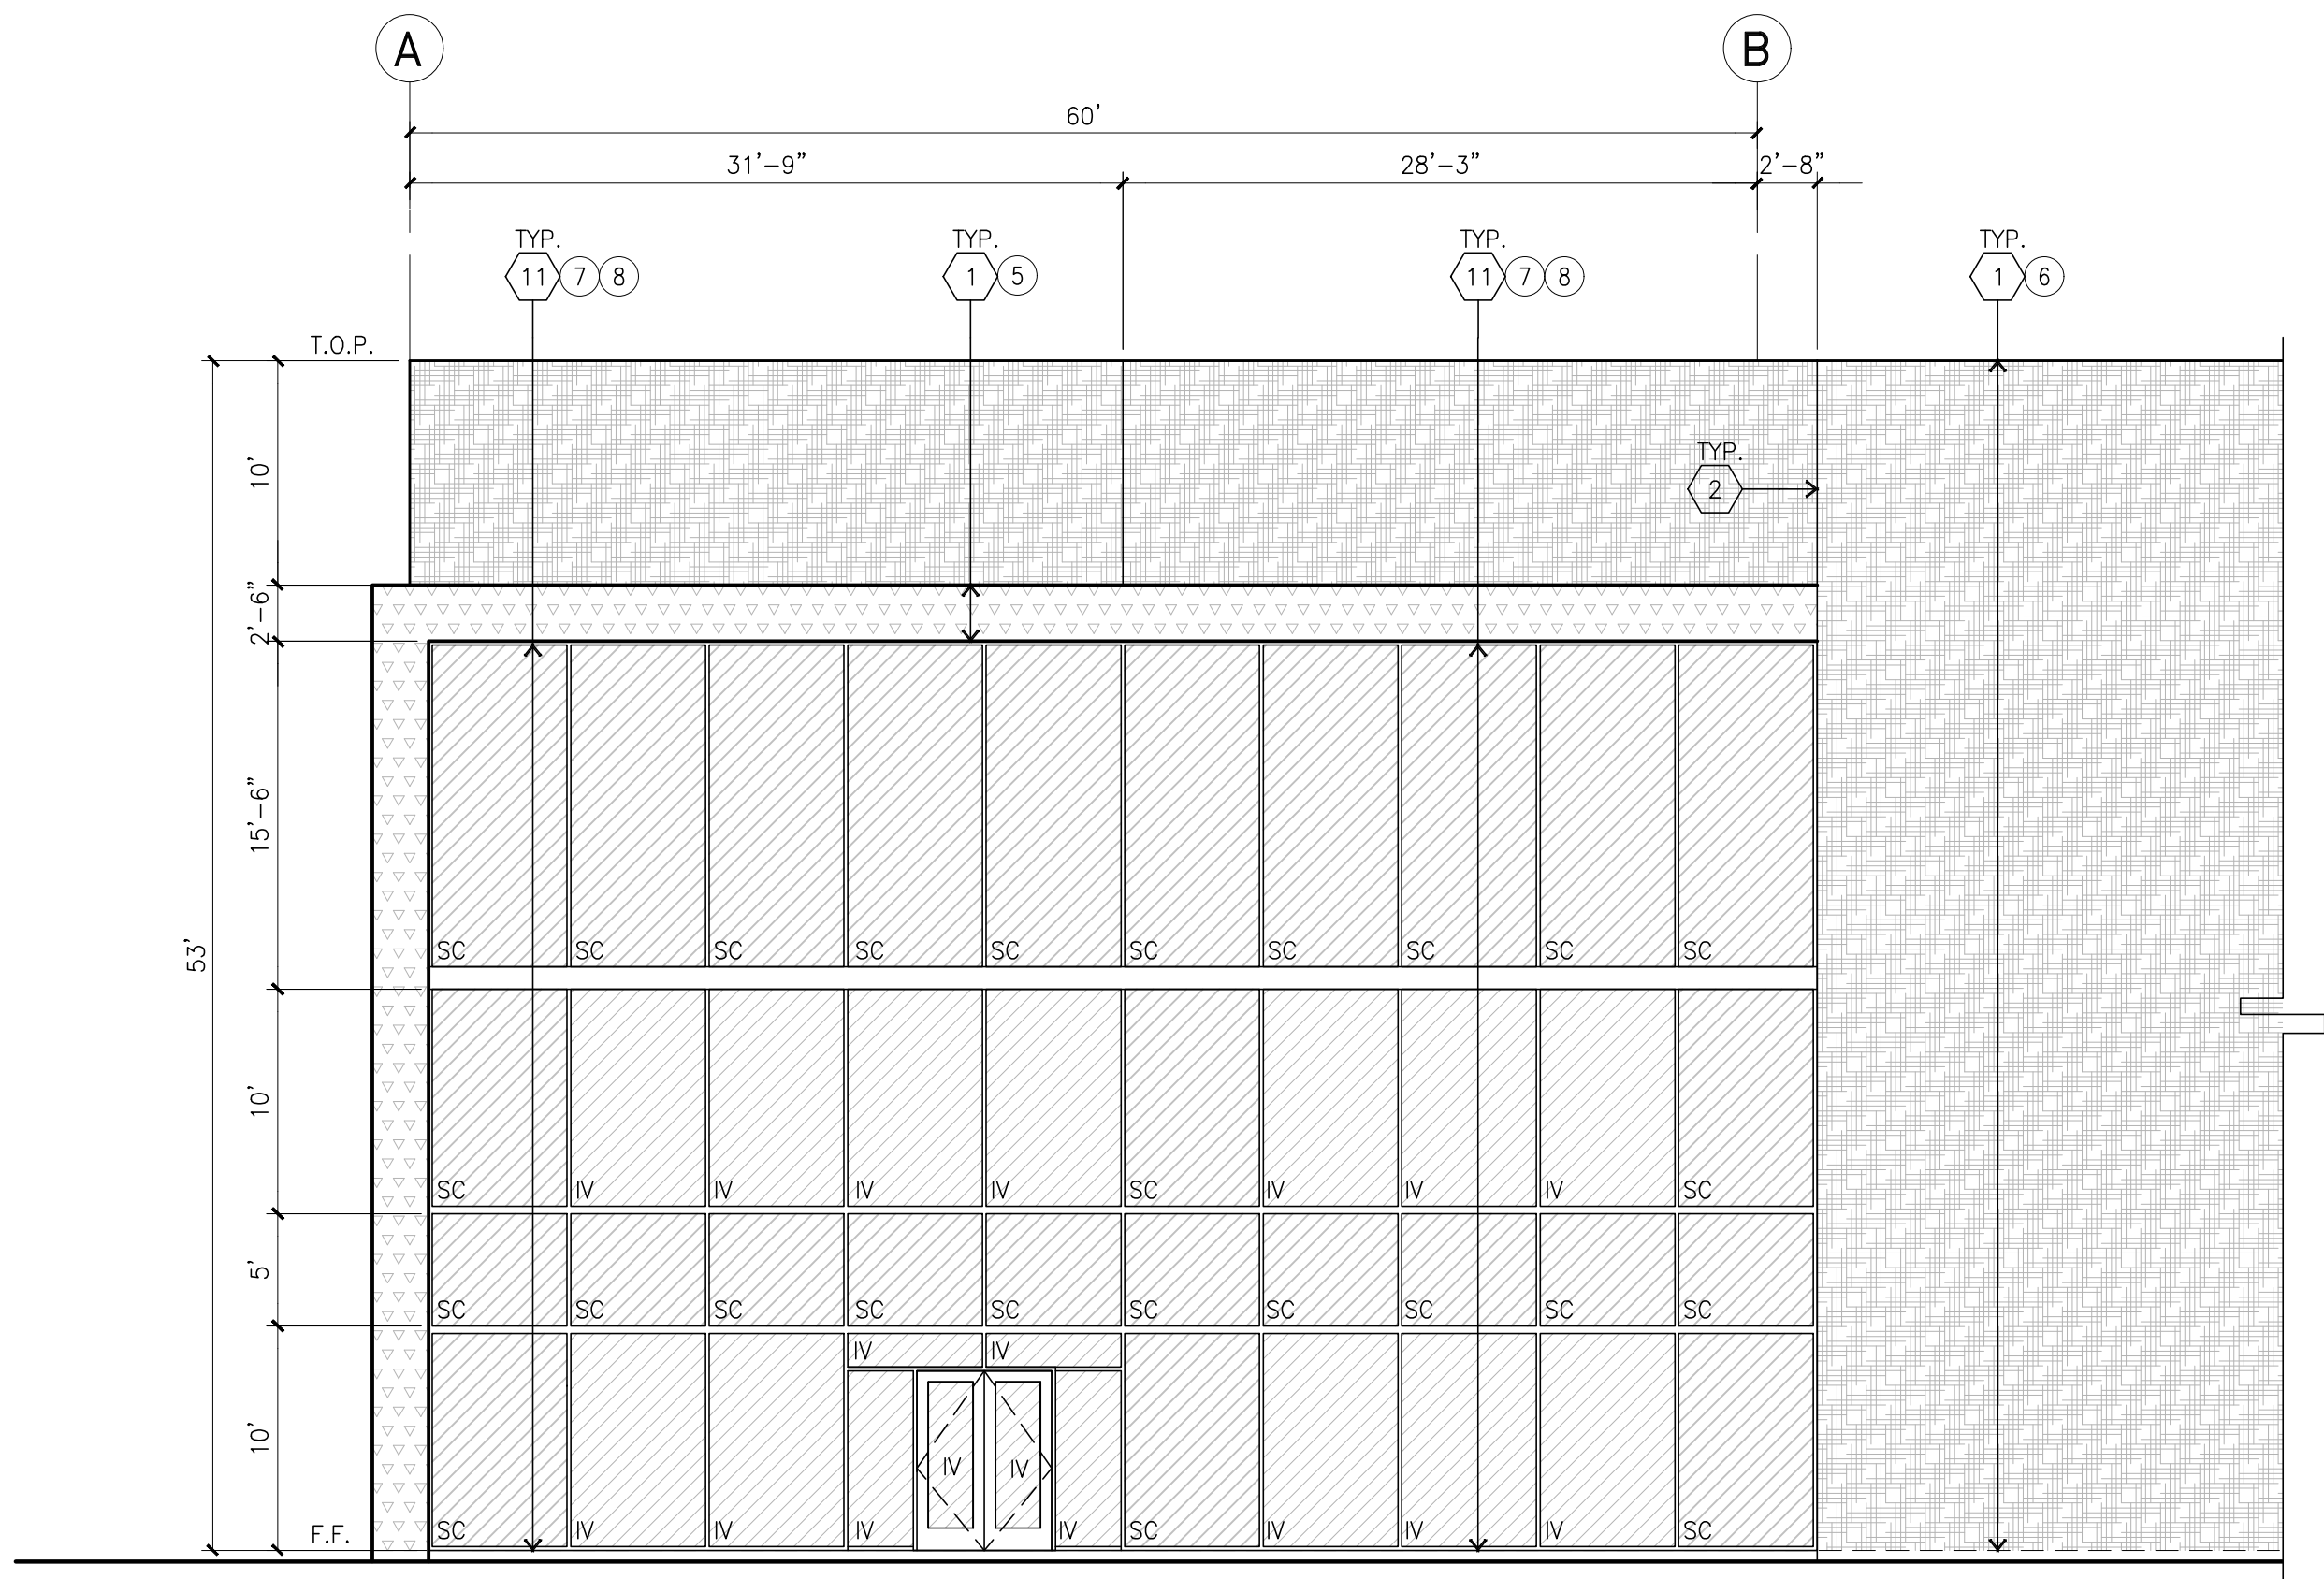 A B
60'
31'-9" 28'-3" 2'-8"
TYP. TYP. TYP. TYP.
11 7 8 1 5 11 7 8 1 6
T.O.P.
TYP.
2
10'
2'-6"
15'-6"
53'
10'
5'
10'
SC SC SC SC SC SC SC SC SC SC
SC IV IV IV IV SC IV IV IV SC
SC SC SC SC SC SC SC SC SC SC
IV IV
IV IV
SC IV IV IV IV SC IV IV IV SC
F.F.